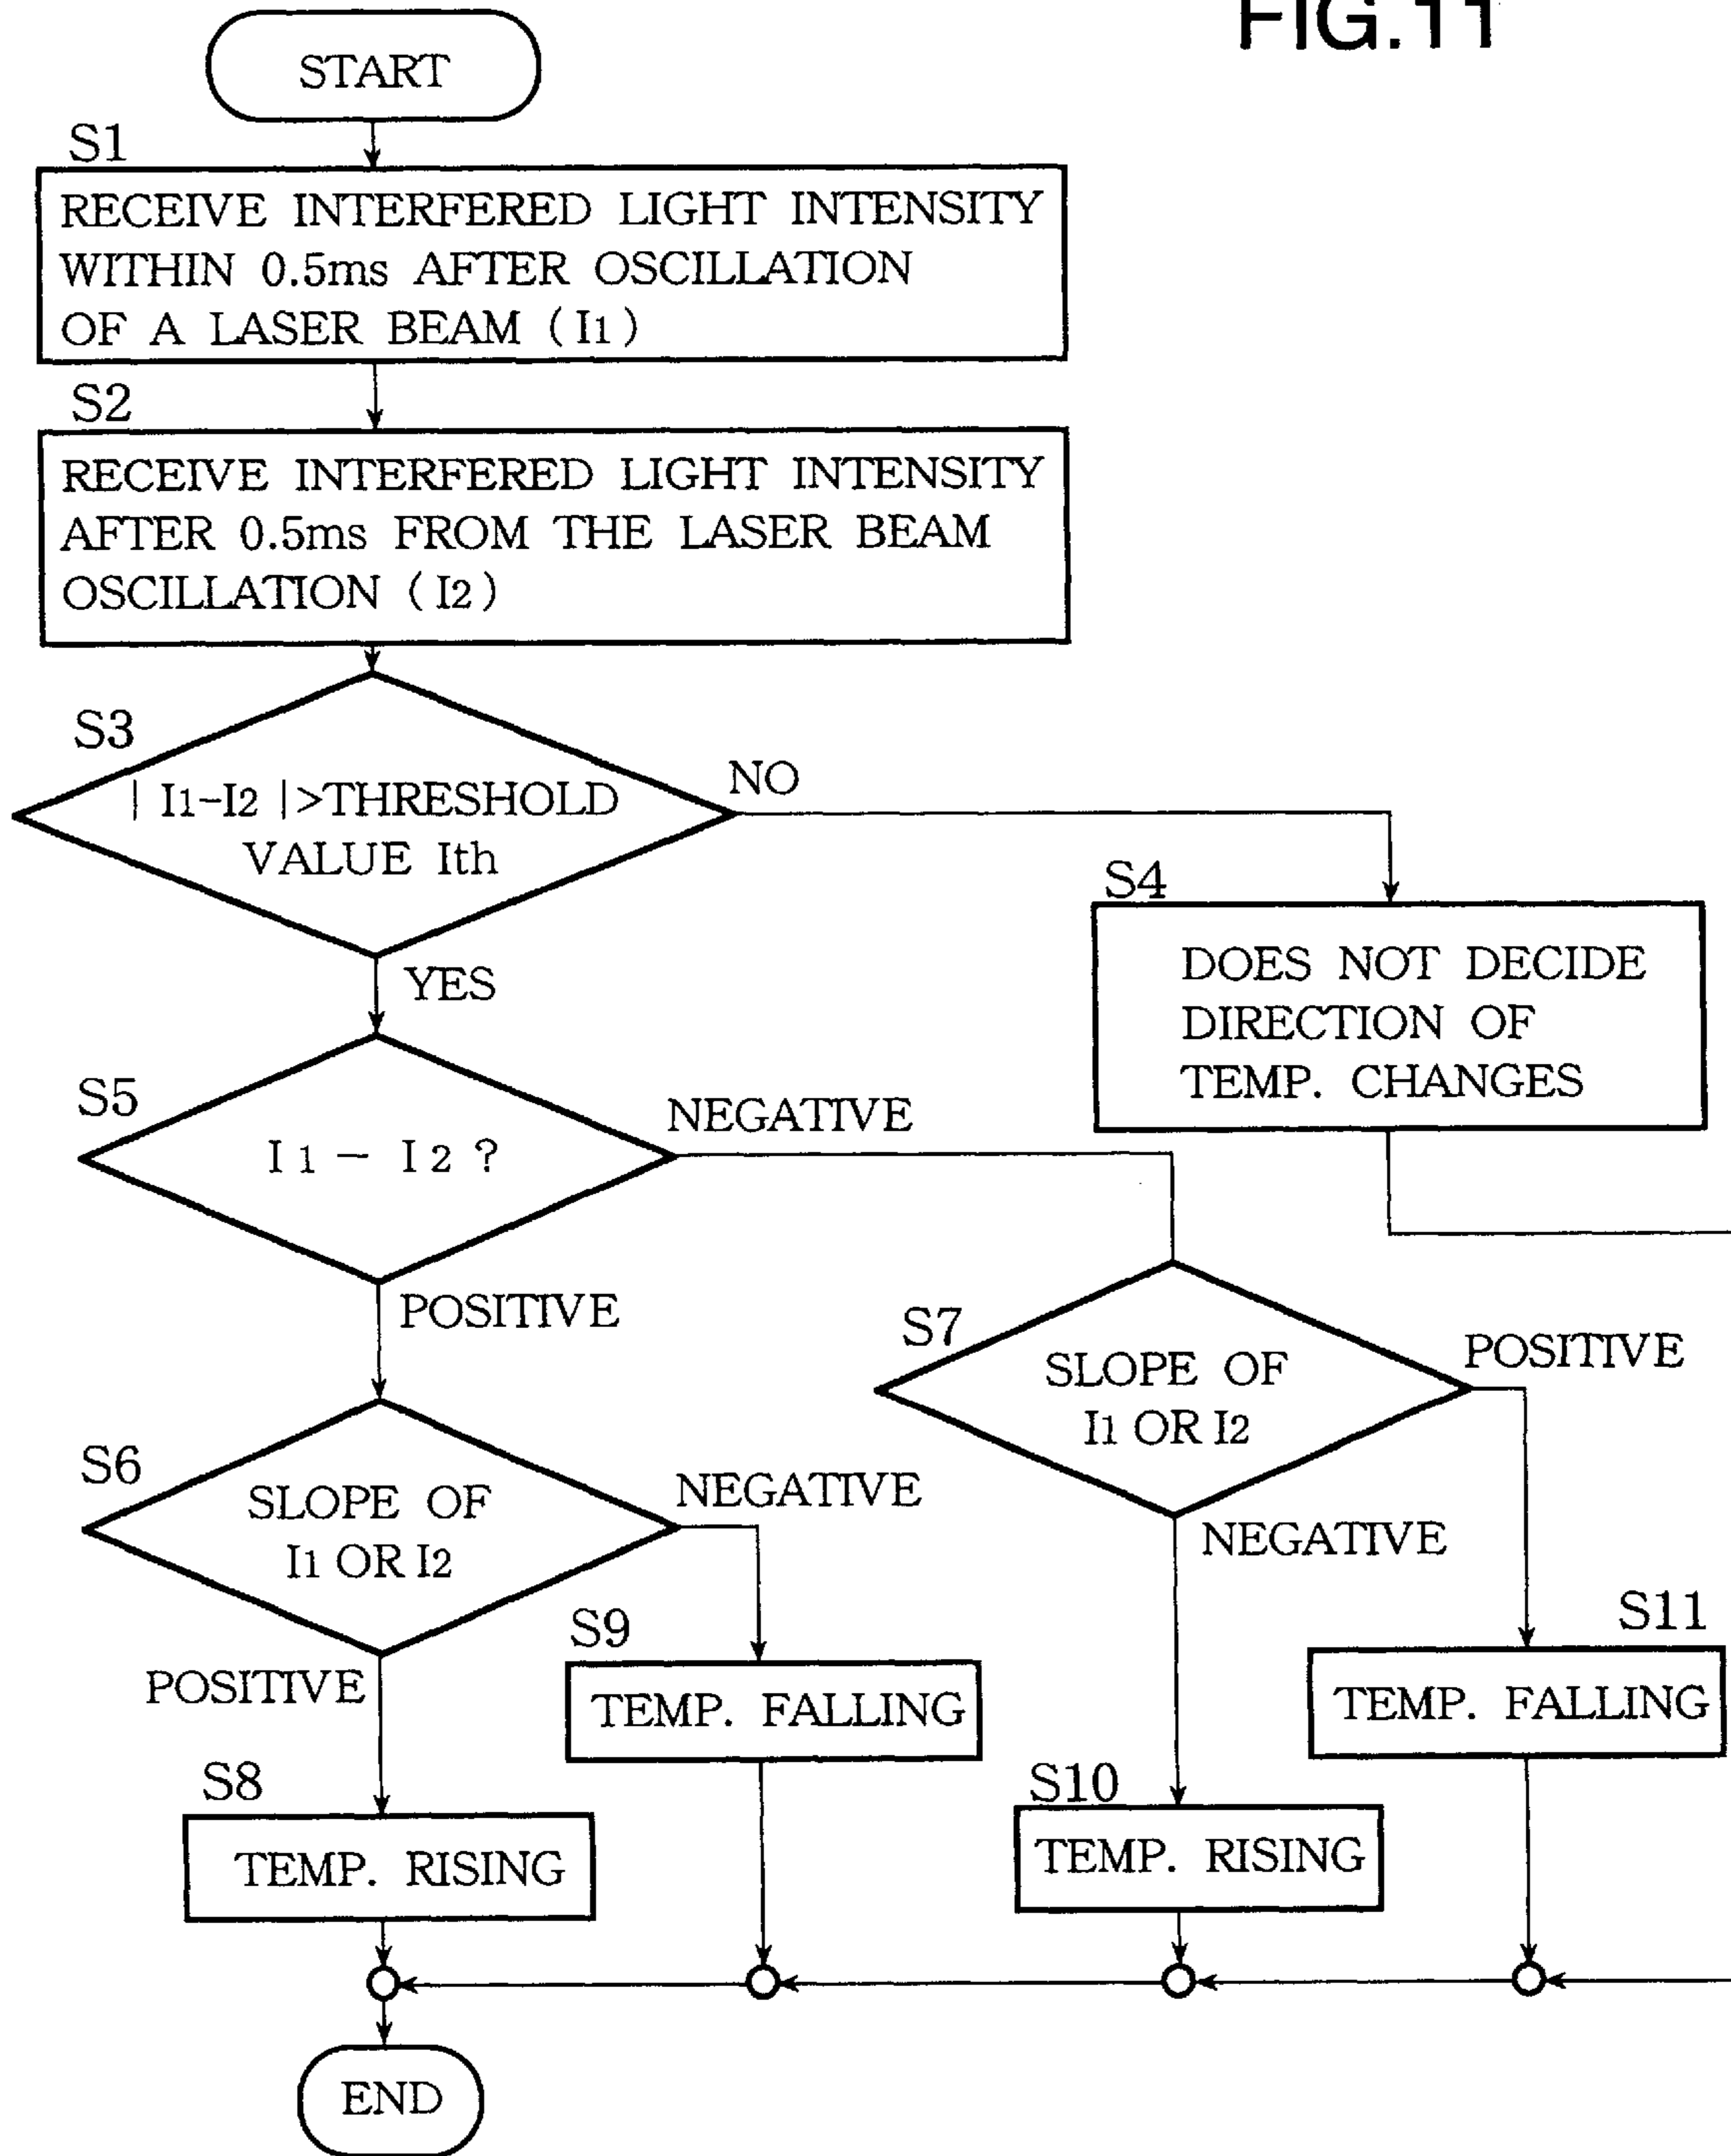 FIG.11
START
S1
RECEIVE INTERFERED LIGHT INTENSITY
WITHIN 0.5ms AFTER OSCILLATION
OF A LASER BEAM (I1)
S2
RECEIVE INTERFERED LIGHT INTENSITY
AFTER 0.5ms FROM THE LASER BEAM
OSCILLATION (I2)
S3
| I1-I2 |>THRESHOLD
VALUE Ith
NO
YES
S4
DOES NOT DECIDE
DIRECTION OF
TEMP. CHANGES
S5
I1 - I2 ?
NEGATIVE
POSITIVE
S7
SLOPE OF
I1 OR I2
POSITIVE
NEGATIVE
S6
SLOPE OF
I1 OR I2
NEGATIVE
POSITIVE
S9
TEMP. FALLING
S11
TEMP. FALLING
S8
TEMP. RISING
S10
TEMP. RISING
END